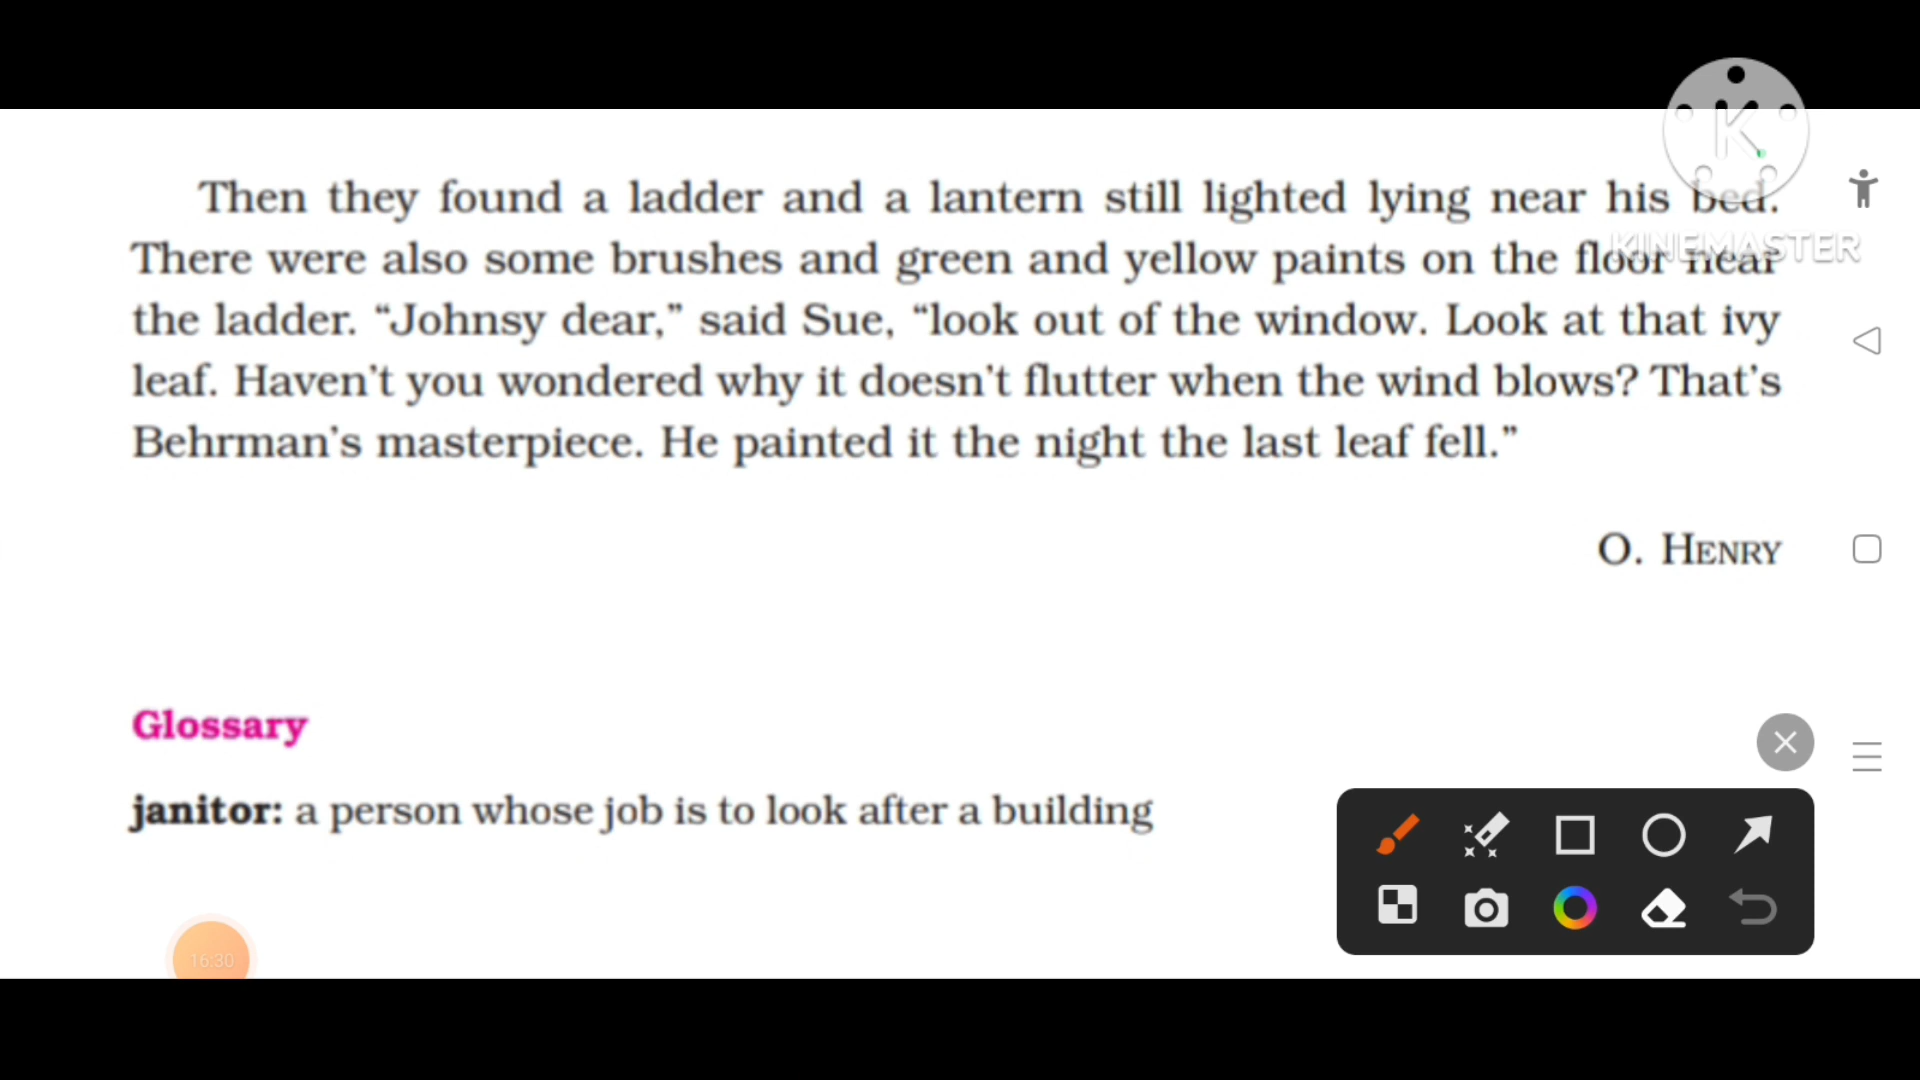 Then they found a ladder and a lantern still lighted lying near his bed.
There were also some brushes and green and yellow paints on the floor near
the ladder. “Johnsy dear,” said Sue, “look out of the window. Look at that ivy
leaf. Haven't you wondered why it doesn't flutter when the wind blows? That's
Behrman's masterpiece. He painted it the night the last leaf fell.”
O. HENRY
Glossary
janitor: a person whose job is to look after a building
K
KINEMASTER
16:30